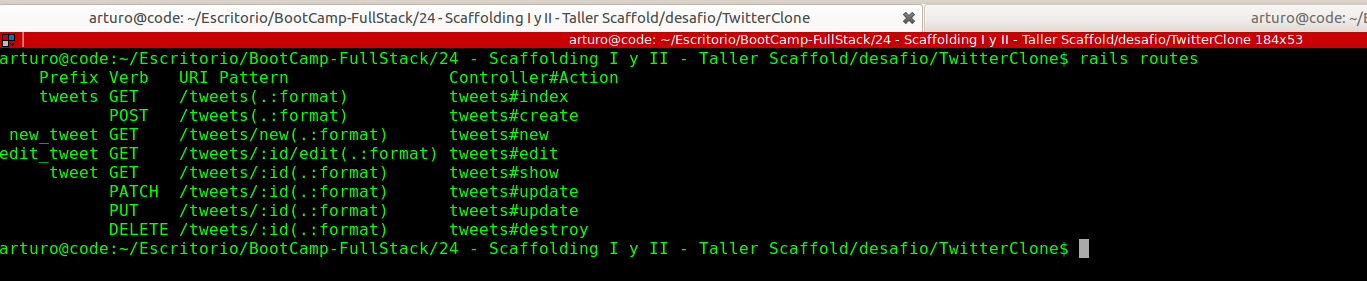 arturo@code: ~/Escritorio/BootCamp-FullStack/24 - Scaffolding I y II - Taller Scaffold/desafio/TwitterClone
arturo@code: ~/Es
arturo@code: ~/Escritorio/BootCamp-FullStack/24 - Scaffolding I y II - Taller Scaffold/desafio/TwitterClone 184x53
arturo@code:~/Escritorio/BootCamp-FullStack/24 - Scaffolding I y II - Taller Scaffold/desafio/TwitterClone$ rails routes
Prefix Verb URI Pattern Controller#Action
tweets GET /tweets(.:format) tweets#index
POST /tweets(.:format) tweets#create
new_tweet GET /tweets/new(.:format) tweets#new
edit_tweet GET /tweets/:id/edit(.:format) tweets#edit
tweet GET /tweets/:id(.:format) tweets#show
PATCH /tweets/:id(.:format) tweets#update
PUT /tweets/:id(.:format) tweets#update
DELETE /tweets/:id(.:format) tweets#destroy
arturo@code:~/Escritorio/BootCamp-FullStack/24 - Scaffolding I y II - Taller Scaffold/desafio/TwitterClone$